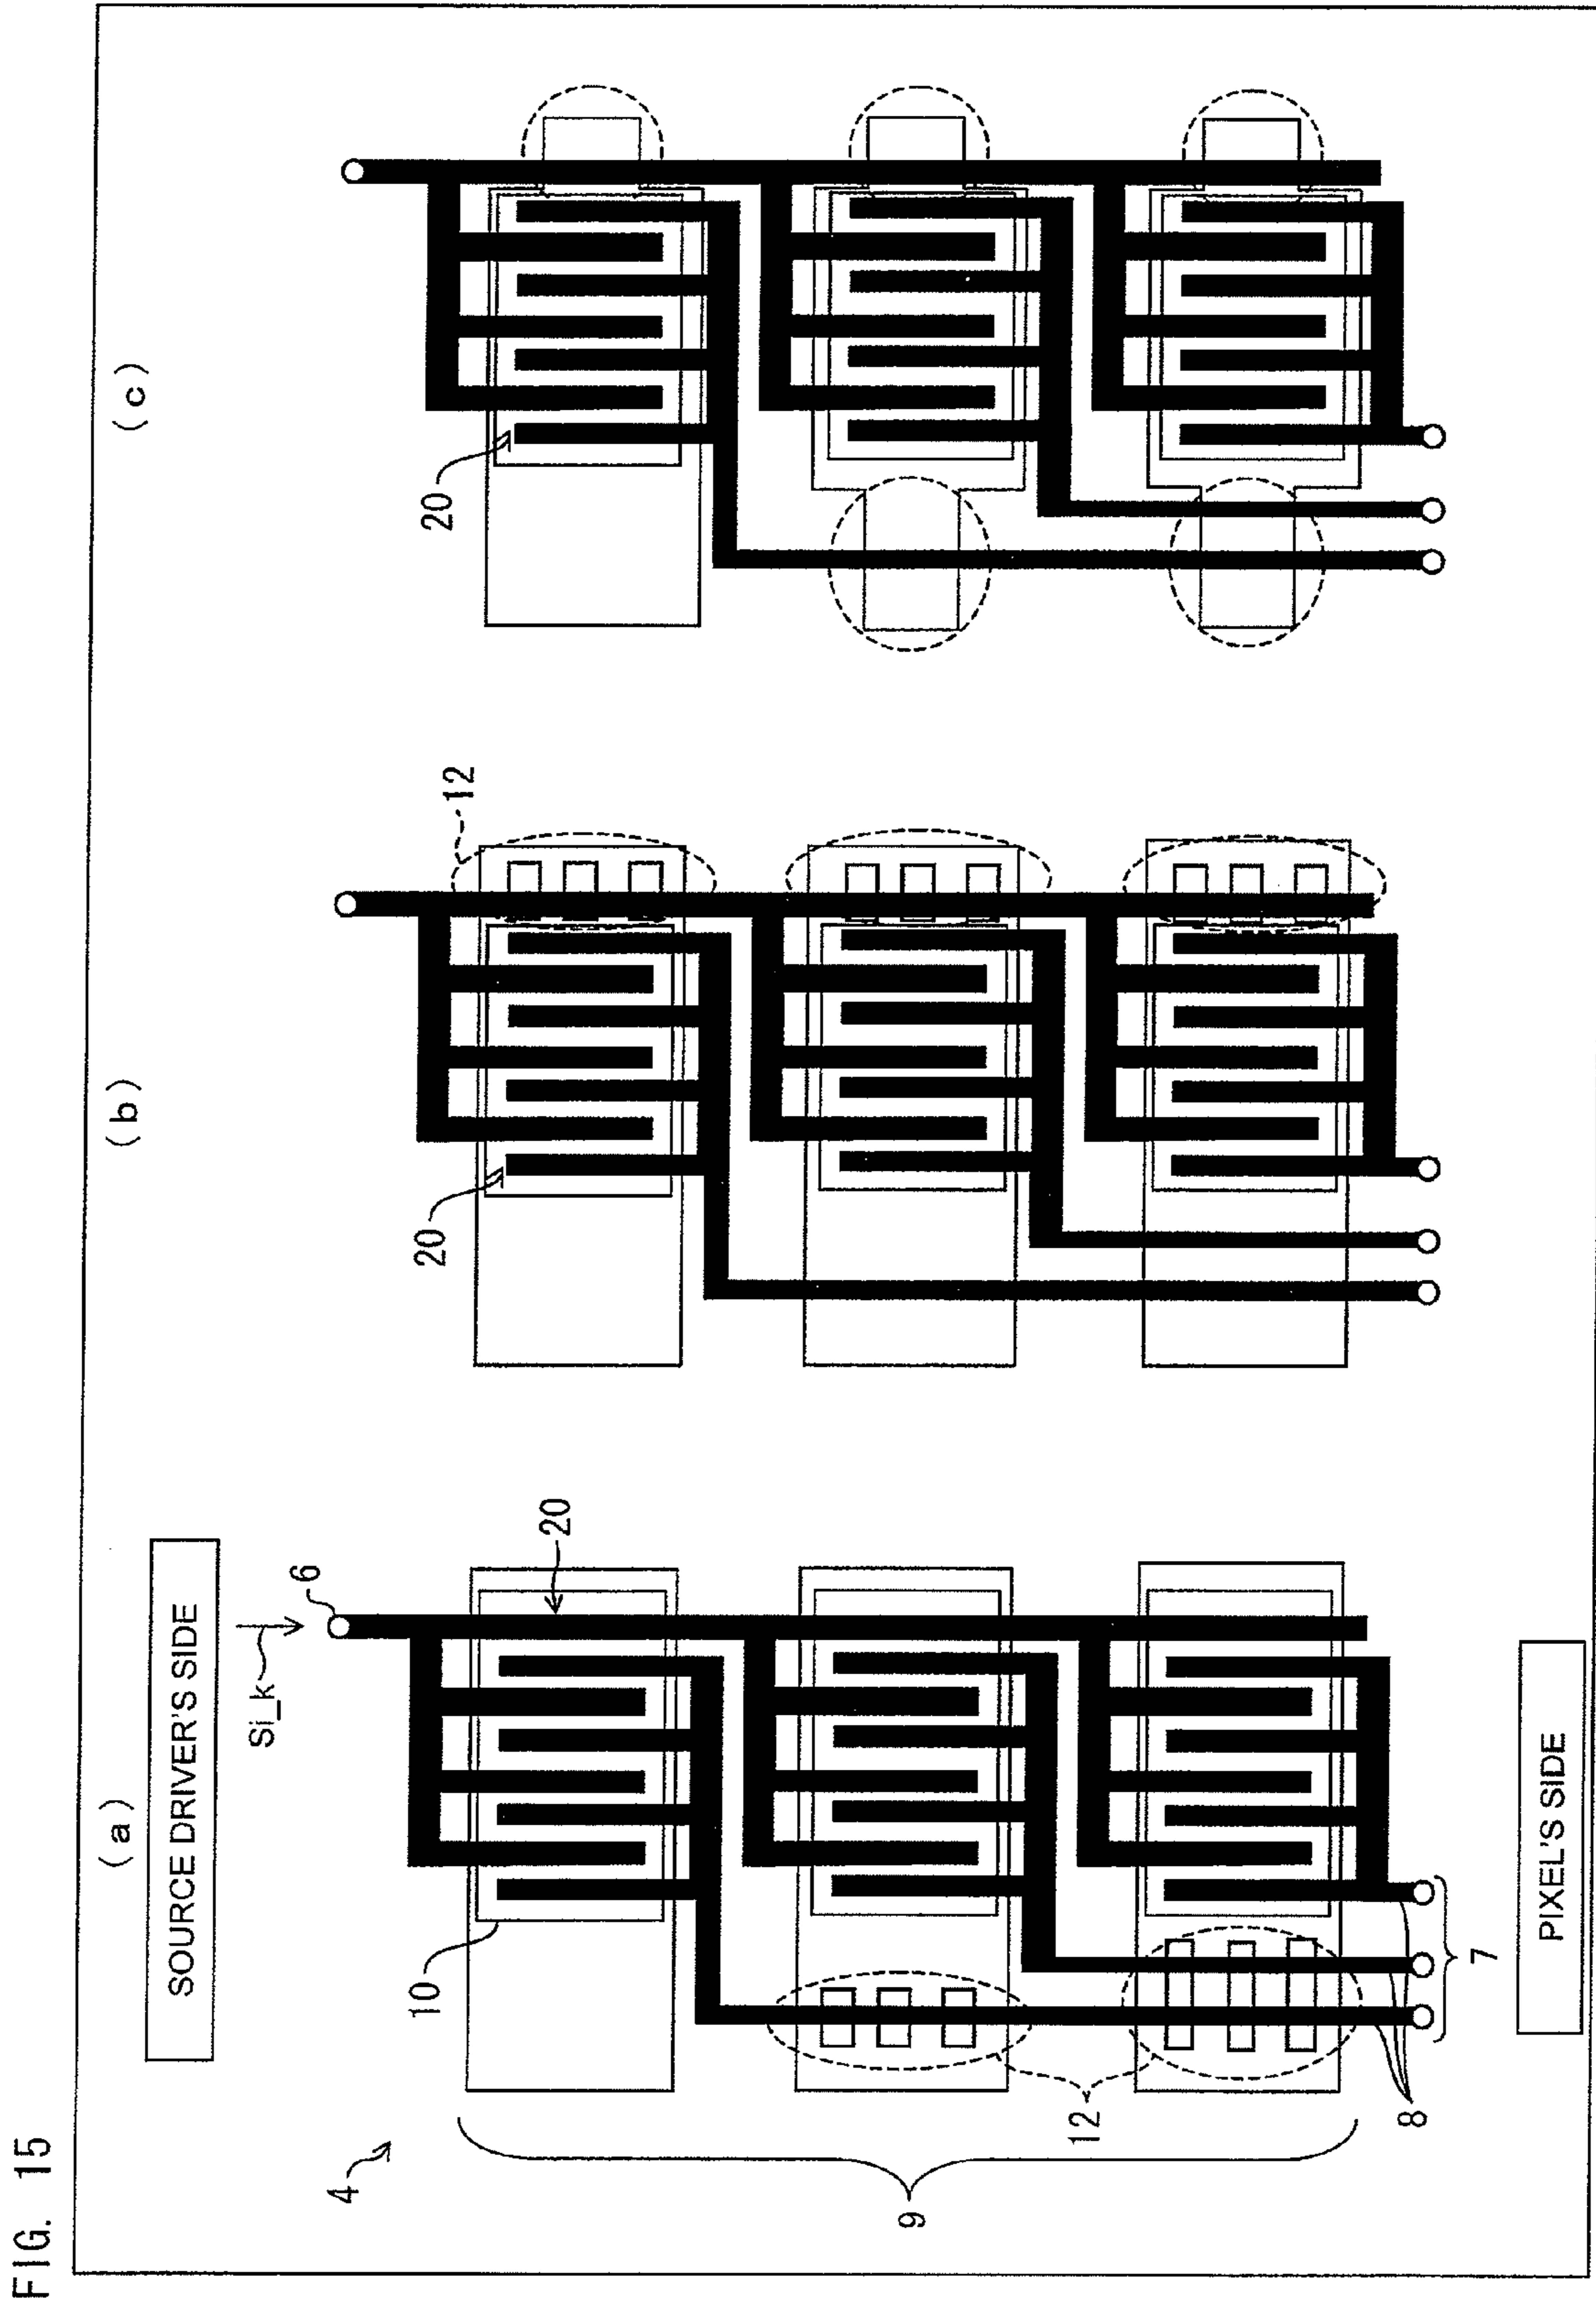 FIG. 15
(a)
(b)
(c)
SOURCE DRIVER'S SIDE
Si_k
6
20
10
4
9
12
8
7
PIXEL'S SIDE
12
20
20